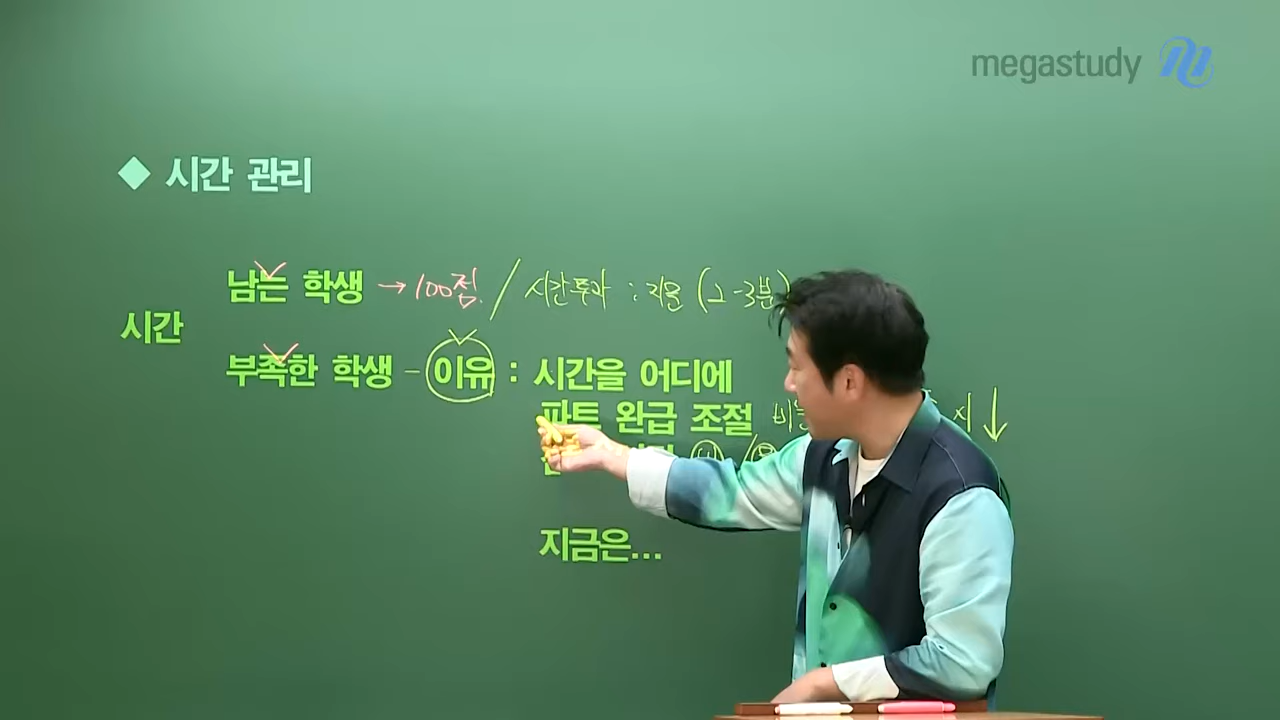 megastudy
◆ 시간 관리
남는 학생 → 100점. / 시간투자 : 지문 (2-3분)
시간
부족한 학생 - 이유 : 시간을 어디에
파트 완급 조절
지금은...